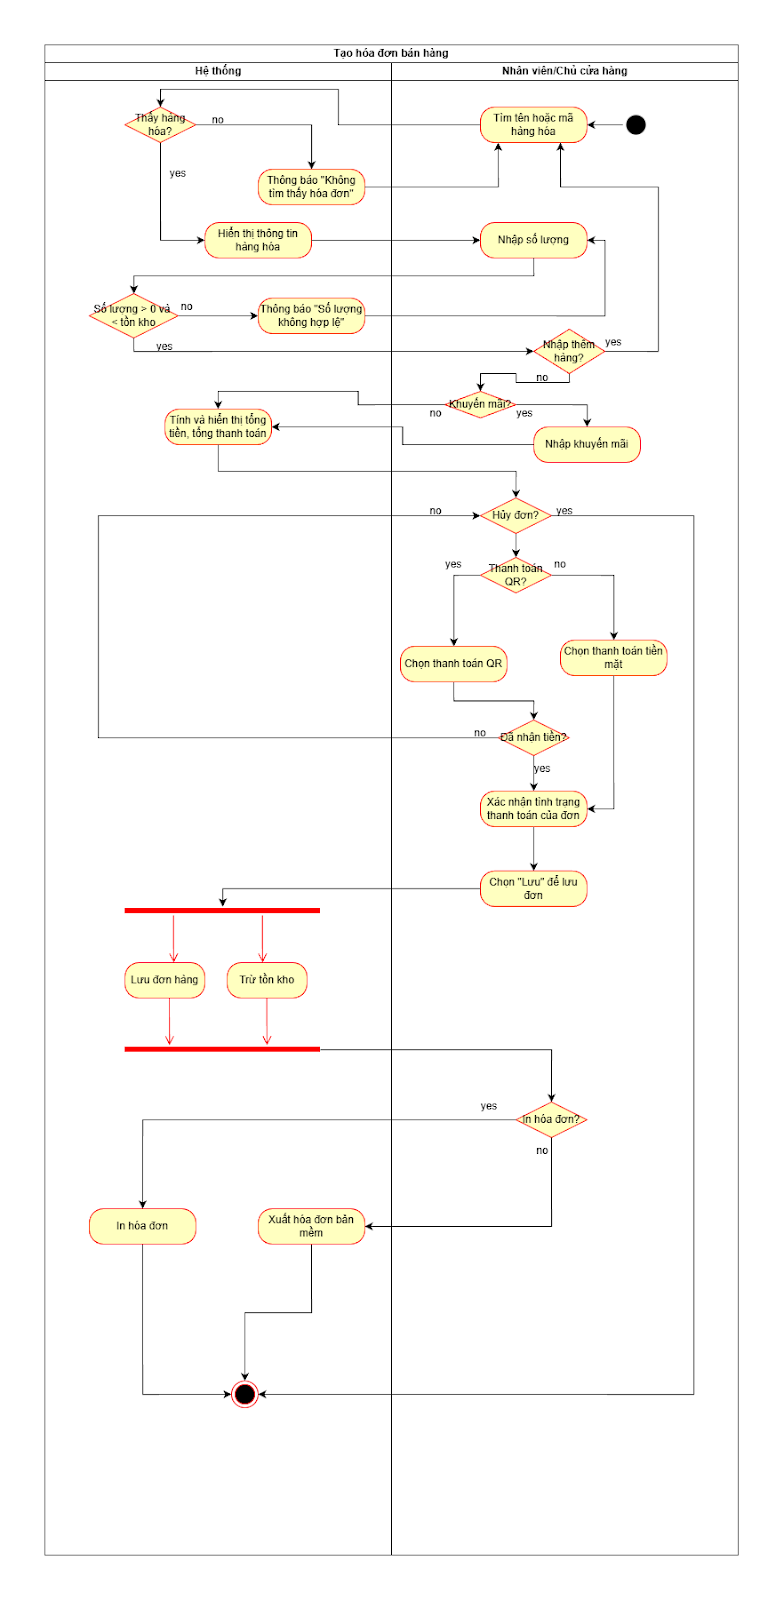 Tạo hóa đơn bán hàng
Hệ thống
Nhân viên/Chủ cửa hàng
Thấy hàng
hóa?
no
Tìm tên hoặc mã
hàng hóa
yes
Thông báo "Không
tìm thấy hóa đơn"
Hiển thị thông tin
hàng hóa
Nhập số lượng
Số lượng > 0 và
< tồn kho
no
Thông báo "Số lượng
không hợp lệ"
yes
Nhập thêm
hàng?
yes
no
Khuyến mãi?
no
yes
Tính và hiển thị tổng
tiền, tổng thanh toán
Nhập khuyến mãi
no
Hủy đơn?
yes
yes
Thanh toán
QR?
no
Chọn thanh toán QR
Chọn thanh toán tiền
mặt
no
Đã nhận tiền?
yes
Xác nhận tình trạng
thanh toán của đơn
Chọn "Lưu" để lưu
đơn
Lưu đơn hàng
Trừ tồn kho
yes
In hóa đơn?
no
In hóa đơn
Xuất hóa đơn bản
mềm